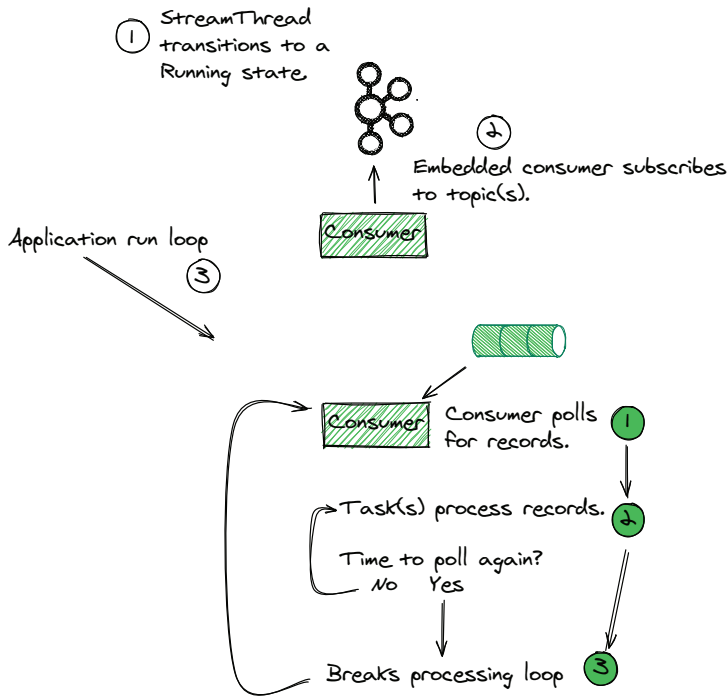 1
StreamThread
transitions to a
Running state.
2
Embedded consumer subscribes
to topic(s).
Consumer
Application run loop
3
Consumer
Consumer polls
for records.
1
Task(s) process records.
2
Time to poll again?
No Yes
Breaks processing loop
3